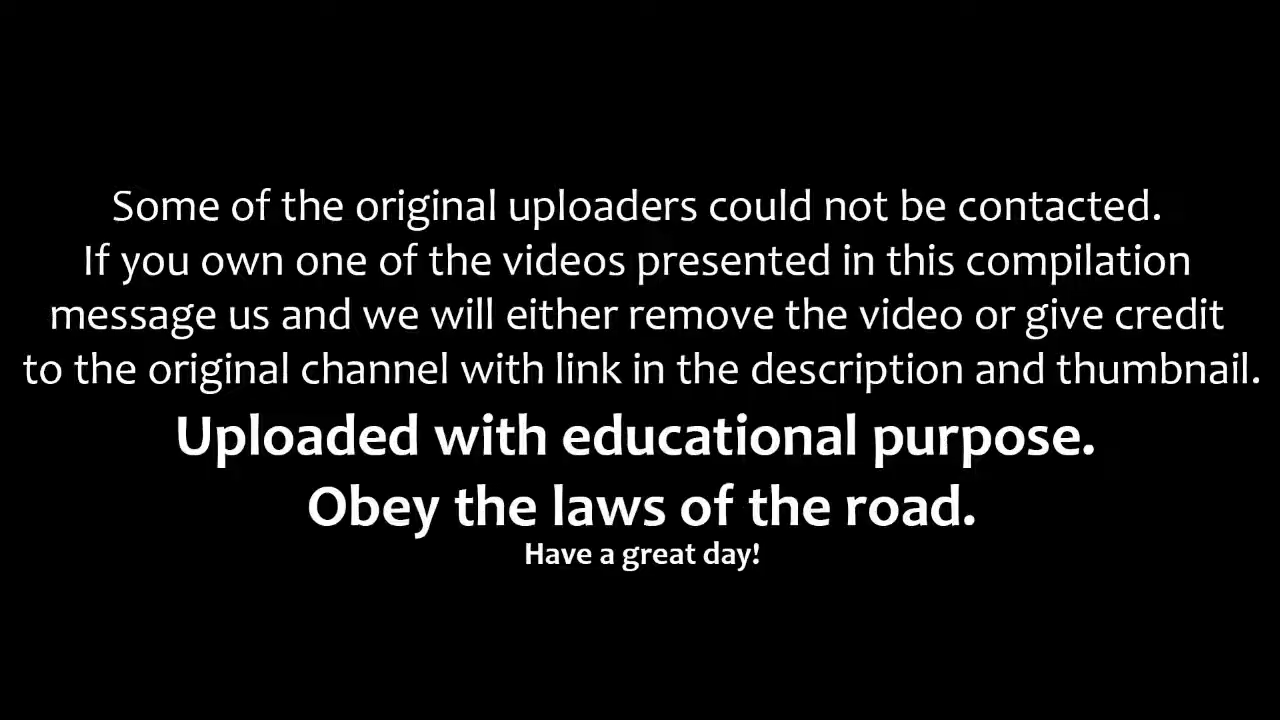 Some of the original uploaders could not be contacted.
If you own one of the videos presented in this compilation
message us and we will either remove the video or give credit
to the original channel with link in the description and thumbnail.
Uploaded with educational purpose.
Obey the laws of the road.
Have a great day!